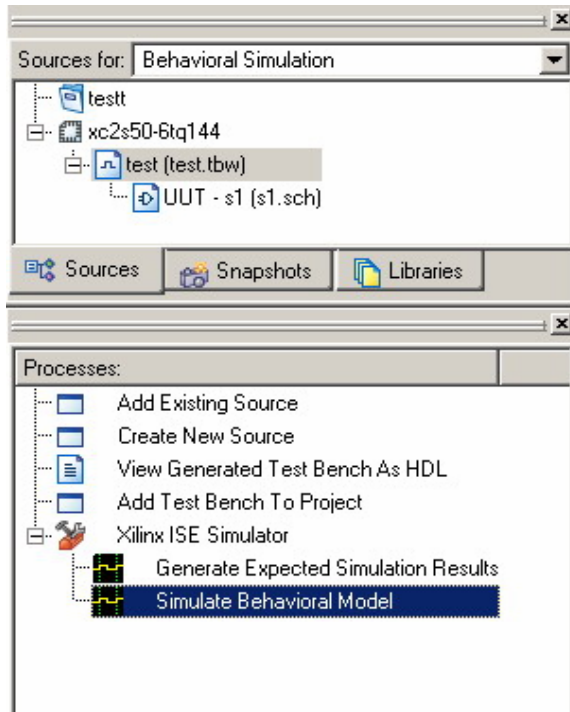 Sources for: Behavioral Simulation
testt
xc2s50-6tq144
test (test.tbw)
UUT - s1 (s1.sch)
Sources Snapshots Libraries
Processes:
Add Existing Source
Create New Source
View Generated Test Bench As HDL
Add Test Bench To Project
Xilinx ISE Simulator
Generate Expected Simulation Results
Simulate Behavioral Model